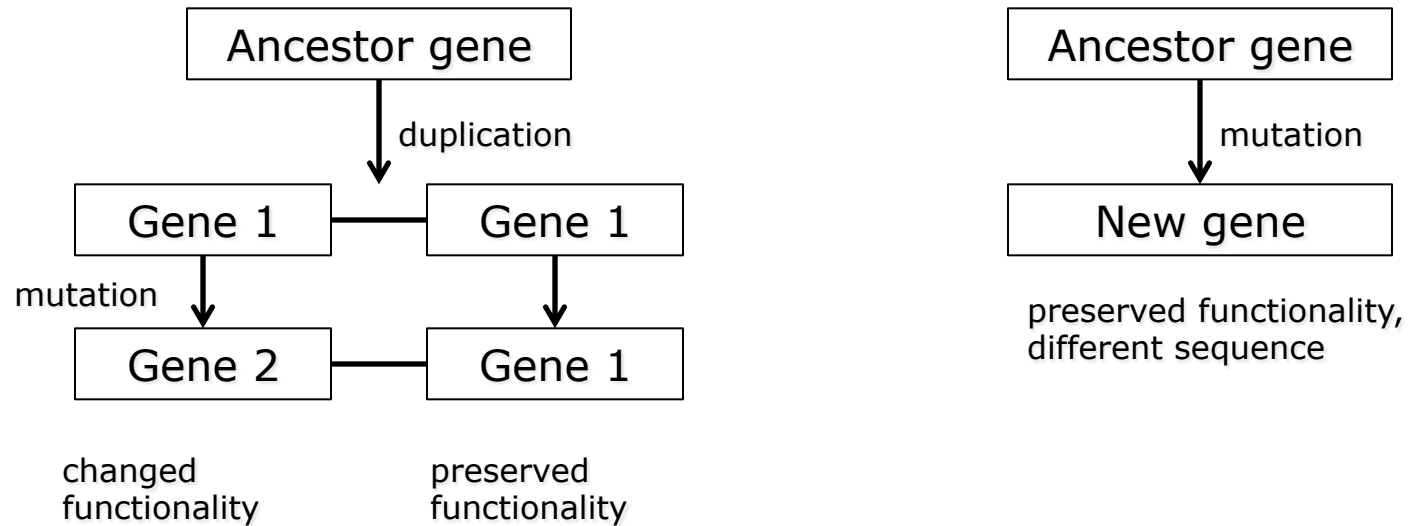 Ancestor gene
duplication
Gene 1
Gene 1
mutation
Gene 2
Gene 1
changed
functionality
preserved
functionality
Ancestor gene
mutation
New gene
preserved functionality,
different sequence